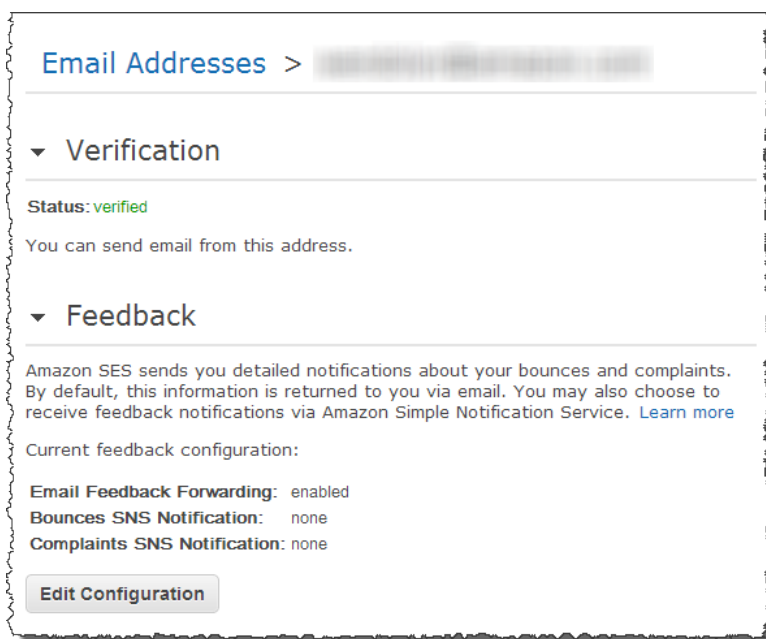 Email Addresses >
Verification
Status: verified
You can send email from this address.
Feedback
Amazon SES sends you detailed notifications about your bounces and complaints.
By default, this information is returned to you via email. You may also choose to
receive feedback notifications via Amazon Simple Notification Service. Learn more
Current feedback configuration:
Email Feedback Forwarding: enabled
Bounces SNS Notification: none
Complaints SNS Notification: none
Edit Configuration